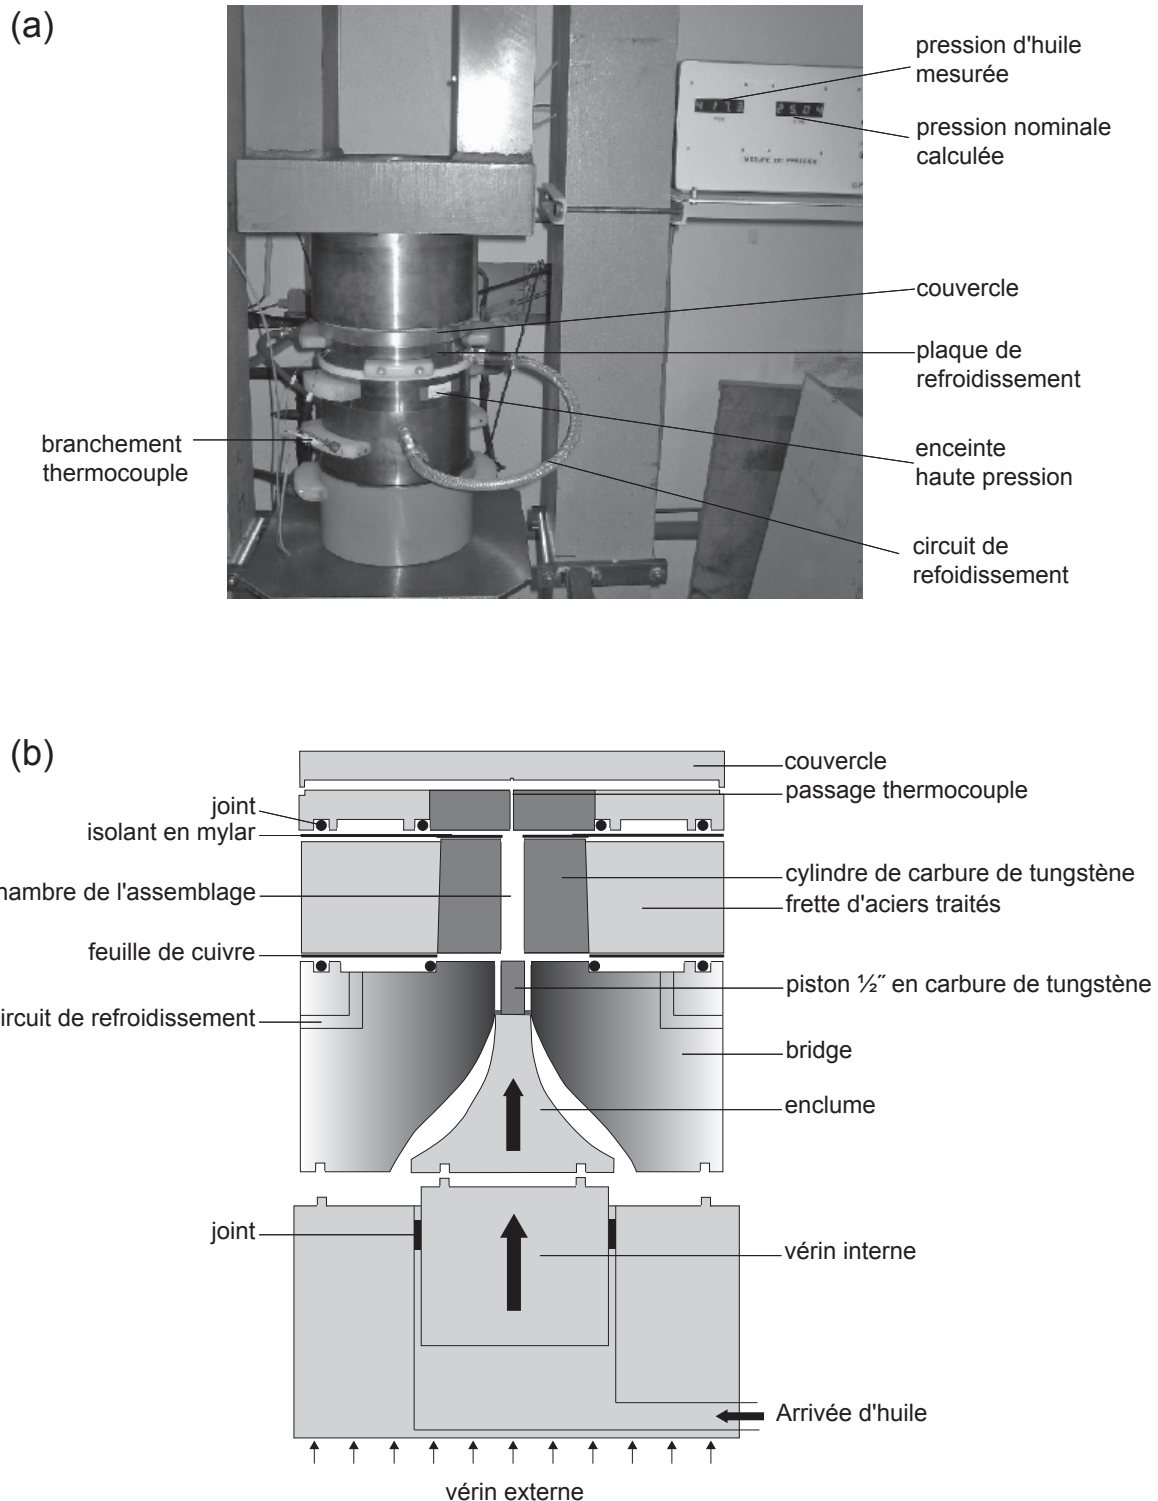 (a)
pression d'huile
mesurée
pression nominale
calculée
MESURE DE PRESSION
couvercle
plaque de
refroidissement
branchement
thermocouple
enceinte
haute pression
circuit de
refoidissement
(b)
couvercle
passage thermocouple
joint
isolant en mylar
cylindre de carbure de tungstène
hambre de l'assemblage
frette d'aciers traités
feuille de cuivre
piston ½˝ en carbure de tungstène
ircuit de refroidissement
bridge
enclume
joint
vérin interne
Arrivée d'huile
vérin externe